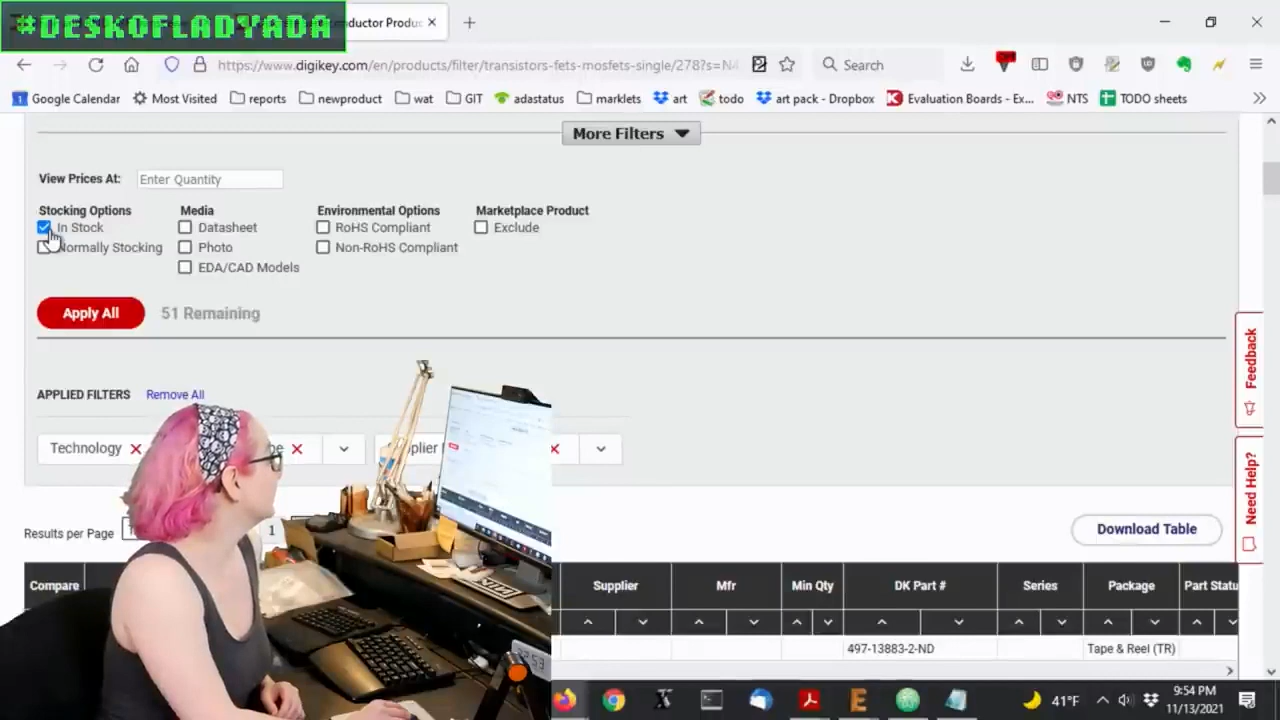 #DESKOFLADYADA
nductor Produc
https://www.digikey.com/en/products/filter/transistors-fets-mosfets-single/278?s=N4
Search
Google Calendar Most Visited reports newproduct wat GIT adastatus marklets art todo art pack - Dropbox Evaluation Boards - Ex... NTS TODO sheets
More Filters
View Prices At: Enter Quantity
Stocking Options Media Environmental Options Marketplace Product
In Stock Datasheet RoHS Compliant Exclude
Normally Stocking Photo Non-RoHS Compliant
EDA/CAD Models
Apply All 51 Remaining
Feedback
APPLIED FILTERS Remove All
Technology
Need Help?
Results per Page 1 Download Table
Compare Supplier Mfr Min Qty DK Part # Series Package Part Statu
497-13883-2-ND Tape & Reel (TR)
41°F 9:54 PM
11/13/2021